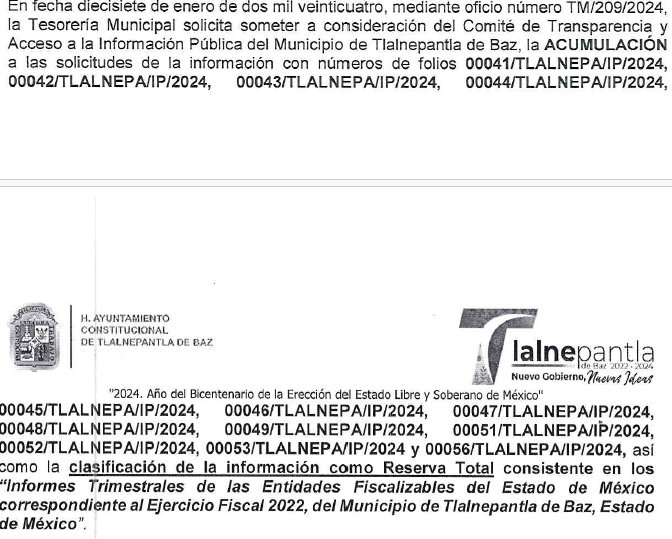 En fecha diecisiete de enero de dos mil veinticuatro, mediante oficio número TM/209/2024,
la Tesorería Municipal solicita someter a consideración del Comité de Transparencia y
Acceso a la Información Pública del Municipio de Tlalnepantla de Baz, la ACUMULACIÓN
a las solicitudes de la información con números de folios 00041/TLALNEPA/IP/2024,
00042/TLALNEPA/IP/2024, 00043/TLALNEPA/IP/2024, 00044/TLALNEPA/IP/2024,
H. AYUNTAMIENTO
CONSTITUCIONAL
DE TLALNEPANTLA DE BAZ
Tlalnepantla
de Baz 2022 - 2024
Nuevo Gobierno, Nuevas Ideas
"2024. Año del Bicentenario de la Erección del Estado Libre y Soberano de México"
00045/TLALNEPA/IP/2024, 00046/TLALNEPA/IP/2024, 00047/TLALNEPA/IP/2024,
00048/TLALNEPA/IP/2024, 00049/TLALNEPA/IP/2024, 00051/TLALNEPA/IP/2024,
00052/TLALNEPA/IP/2024, 00053/TLALNEPA/IP/2024 y 00056/TLALNEPA/IP/2024, así
como la clasificación de la información como Reserva Total consistente en los
“Informes Trimestrales de las Entidades Fiscalizables del Estado de México
correspondiente al Ejercicio Fiscal 2022, del Municipio de Tlalnepantla de Baz, Estado
de México”.